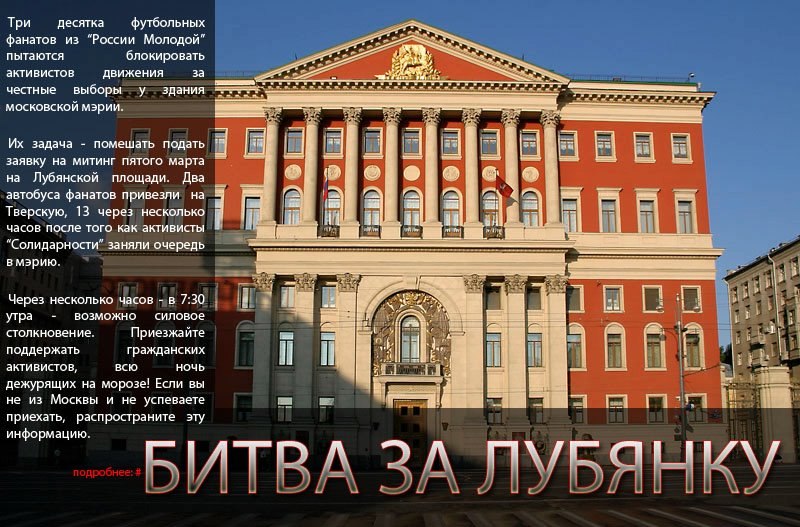 Три десятка футбольных
фанатов из “России Молодой”
пытаются блокировать
активистов движения за
честные выборы у здания
московской мэрии.
Их задача - помешать подать
заявку на митинг пятого марта
на Лубянской площади. Два
автобуса фанатов привезли на
Тверскую, 13 через несколько
часов после того как активисты
“Солидарности” заняли очередь
в мэрию.
Через несколько часов - в 7:30
утра - возможно силовое
столкновение. Приезжайте
поддержать гражданских
активистов, всю ночь
дежурящих на морозе! Если вы
не из Москвы и не успеваете
приехать, распространите эту
информацию.
подробнее: #
БИТВА ЗА ЛУБЯНКУ